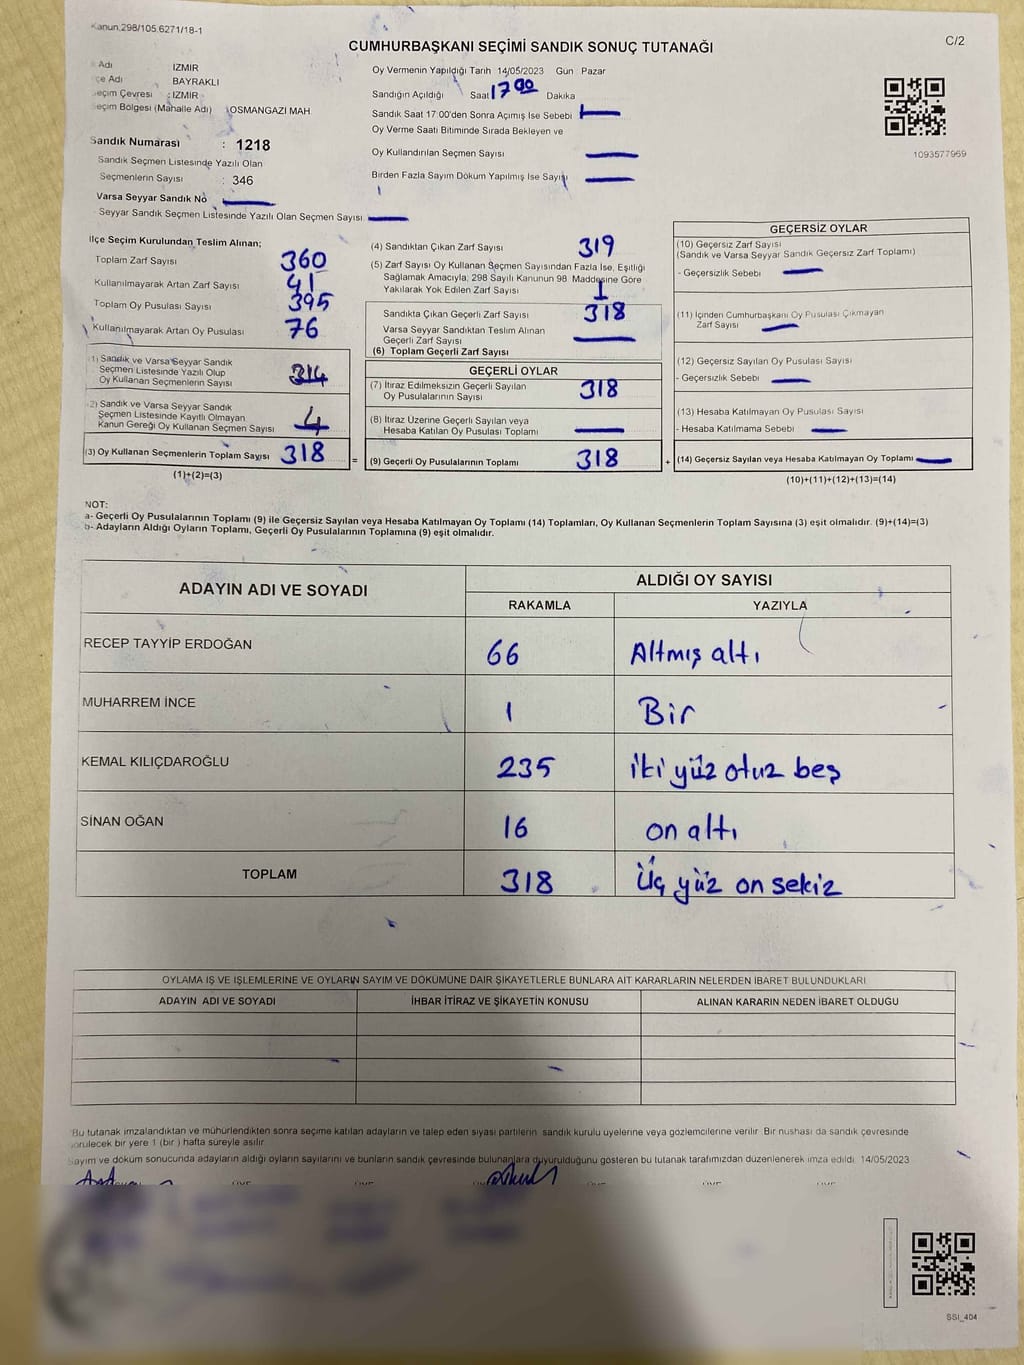 Kanun.298/105.6271/18-1
C/2
CUMHURBAŞKANI SEÇİMİ SANDIK SONUÇ TUTANAĞI
Adı İZMİR
çe Adı BAYRAKLI
eçim Çevresi : İZMİR
eçim Bölgesi (Mahalle Adı) : OSMANGAZİ MAH.
Oy Vermenin Yapıldığı Tarih 14/05/2023 Gün Pazar
Sandığın Açıldığı Saat 17 00 Dakika
Sandık Saat 17:00'den Sonra Açımış İse Sebebi
Oy Verme Saati Bitiminde Sırada Bekleyen ve
Oy Kullandırılan Seçmen Sayısı
Birden Fazla Sayım Döküm Yapılmış İse Sayısı
1093577969
Sandık Numarası : 1218
Sandık Seçmen Listesinde Yazılı Olan
Seçmenlerin Sayısı : 346
Varsa Seyyar Sandık No
Seyyar Sandık Seçmen Listesinde Yazılı Olan Seçmen Sayısı
İlçe Seçim Kurulundan Teslim Alınan;
Toplam Zarf Sayısı 360
Kullanılmayarak Artan Zarf Sayısı 41
Toplam Oy Pusulası Sayısı 395
Kullanılmayarak Artan Oy Pusulası 76
(1) Sandık ve Varsa Seyyar Sandık
Seçmen Listesinde Yazılı Olup
Oy Kullanan Seçmenlerin Sayısı 314
(2) Sandık ve Varsa Seyyar Sandık
Seçmen Listesinde Kayıtlı Olmayan
Kanun Gereği Oy Kullanan Seçmen Sayısı 4
(3) Oy Kullanan Seçmenlerin Toplam Sayısı 318
(1)+(2)=(3)
(4) Sandıktan Çıkan Zarf Sayısı 319
(5) Zarf Sayısı Oy Kullanan Seçmen Sayısından Fazla İse, Eşitliği
Sağlamak Amacıyla, 298 Sayılı Kanunun 98. Maddesine Göre
Yakılarak Yok Edilen Zarf Sayısı 1
Sandıkta Çıkan Geçerli Zarf Sayısı 318
Varsa Seyyar Sandıktan Teslim Alınan
Geçerli Zarf Sayısı
(6) Toplam Geçerli Zarf Sayısı
GEÇERLİ OYLAR
(7) İtiraz Edilmeksizin Geçerli Sayılan
Oy Pusulalarının Sayısı 318
(8) İtiraz Üzerine Geçerli Sayılan veya
Hesaba Katılan Oy Pusulası Toplamı
= (9) Geçerli Oy Pusulalarının Toplamı 318 +
GEÇERSİZ OYLAR
(10) Geçersiz Zarf Sayısı
(Sandık ve Varsa Seyyar Sandık Geçersiz Zarf Toplamı)
- Geçersizlik Sebebi
(11) İçinden Cumhurbaşkanı Oy Pusulası Çıkmayan
Zarf Sayısı
(12) Geçersiz Sayılan Oy Pusulası Sayısı
- Geçersizlik Sebebi
(13) Hesaba Katılmayan Oy Pusulası Sayısı
- Hesaba Katılmama Sebebi
(14) Geçersiz Sayılan veya Hesaba Katılmayan Oy Toplamı
(10)+(11)+(12)+(13)=(14)
NOT:
a- Geçerli Oy Pusulalarının Toplamı (9) ile Geçersiz Sayılan veya Hesaba Katılmayan Oy Toplamı (14) Toplamları, Oy Kullanan Seçmenlerin Toplam Sayısına (3) eşit olmalıdır. (9)+(14)=(3)
b- Adayların Aldığı Oyların Toplamı, Geçerli Oy Pusulalarının Toplamına (9) eşit olmalıdır.
ADAYIN ADI VE SOYADI
ALDIĞI OY SAYISI
RAKAMLA YAZIYLA
RECEP TAYYİP ERDOĞAN 66 Altmış altı
MUHARREM İNCE 1 Bir
KEMAL KILIÇDAROĞLU 235 iki yüz otuz beş
SİNAN OĞAN 16 on altı
TOPLAM 318 Üç yüz on sekiz
OYLAMA İŞ VE İŞLEMLERİNE VE OYLARIN SAYIM VE DÖKÜMÜNE DAİR ŞİKAYETLERLE BUNLARA AİT KARARLARIN NELERDEN İBARET BULUNDUKLARI
ADAYIN ADI VE SOYADI İHBAR İTİRAZ VE ŞİKAYETİN KONUSU ALINAN KARARIN NEDEN İBARET OLDUĞU
Bu tutanak imzalandıktan ve mühürlendikten sonra seçime katılan adayların ve talep eden siyasi partilerin sandık kurulu üyelerine veya gözlemcilerine verilir. Bir nushası da sandık çevresinde
görülecek bir yere 1 (bir ) hafta süreyle asılır.
Sayım ve döküm sonucunda adayların aldığı oyların sayılarını ve bunların sandık çevresinde bulunanlara duyurulduğunu gösteren bu tutanak tarafımızdan düzenlenerek imza edildi. 14/05/2023
SSI_404